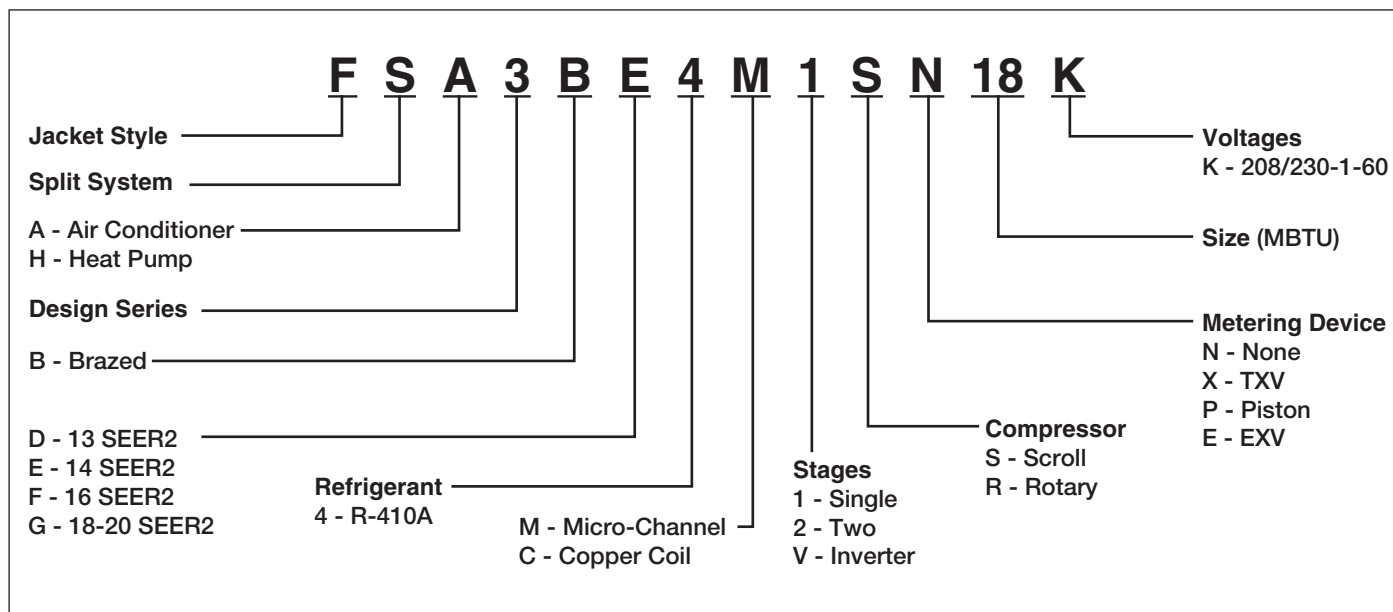 F S A 3 B E 4 M 1 S N 18 K
Jacket Style
Split System
A - Air Conditioner
H - Heat Pump
Design Series
B - Brazed
D - 13 SEER2
E - 14 SEER2
F - 16 SEER2
G - 18-20 SEER2
Refrigerant
4 - R-410A
M - Micro-Channel
C - Copper Coil
Stages
1 - Single
2 - Two
V - Inverter
Compressor
S - Scroll
R - Rotary
Metering Device
N - None
X - TXV
P - Piston
E - EXV
Size (MBTU)
Voltages
K - 208/230-1-60